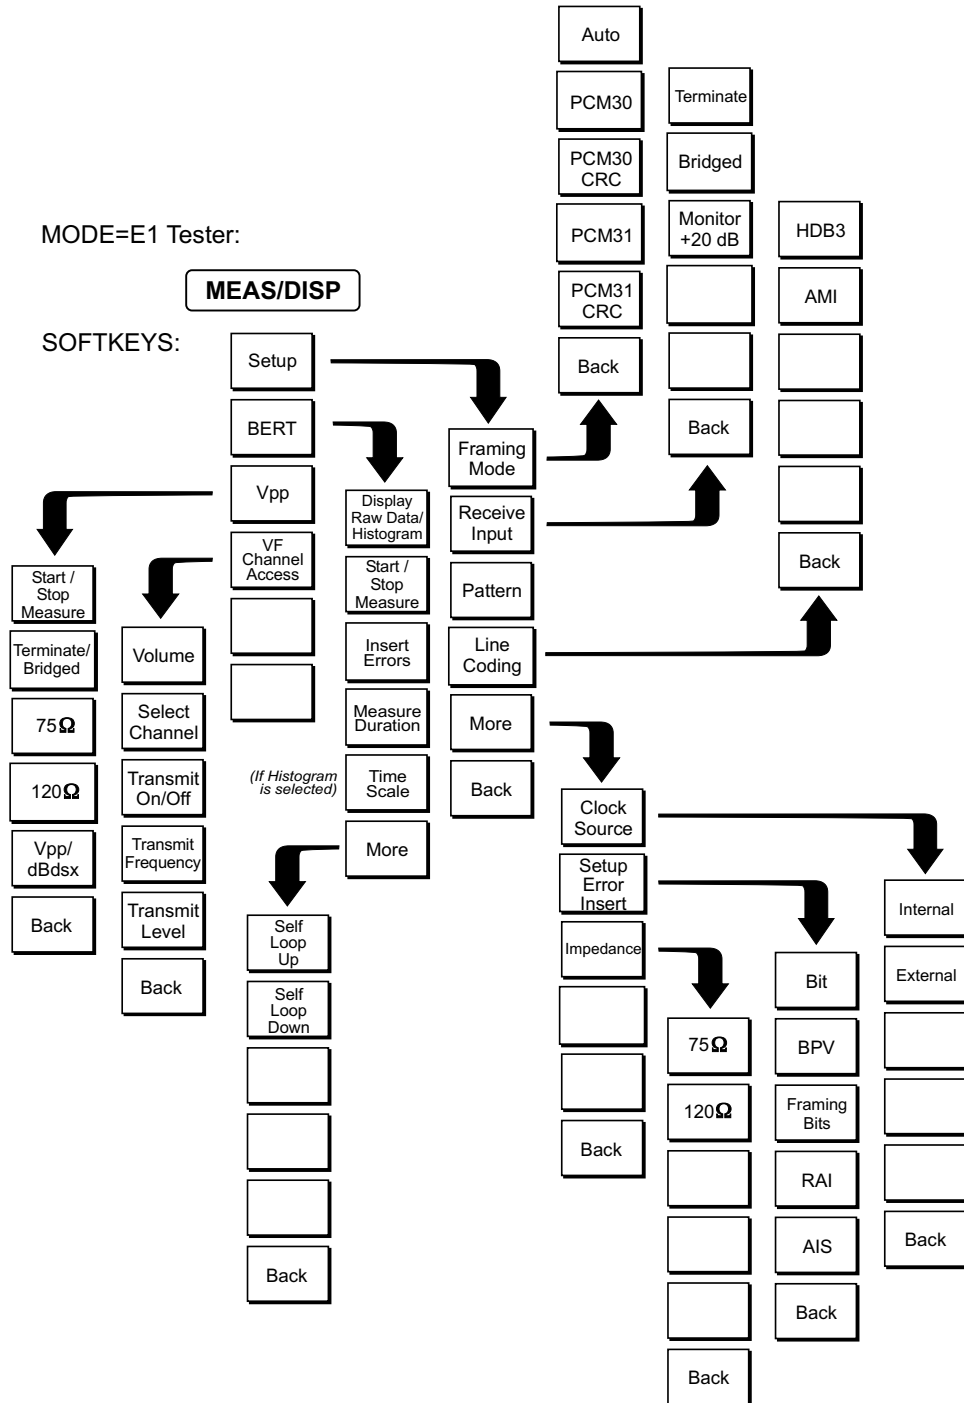 MODE=E1 Tester:
MEAS/DISP
SOFTKEYS:
Setup
BERT
Vpp
VF
Channel
Access
Start /
Stop
Measure
Terminate/
Bridged
75Ω
120Ω
Vpp/
dBdsx
Back
Volume
Select
Channel
Transmit
On/Off
Transmit
Frequency
Transmit
Level
Back
Display
Raw Data/
Histogram
Start /
Stop
Measure
Insert
Errors
Measure
Duration
(If Histogram
is selected)
Time
Scale
More
Self
Loop
Up
Self
Loop
Down
Back
Framing
Mode
Receive
Input
Pattern
Line
Coding
More
Back
Auto
PCM30
PCM30
CRC
PCM31
PCM31
CRC
Back
Terminate
Bridged
Monitor
+20 dB
Back
HDB3
AMI
Back
Clock
Source
Setup
Error
Insert
Impedance
Back
75Ω
120Ω
Back
Bit
BPV
Framing
Bits
RAI
AIS
Back
Internal
External
Back